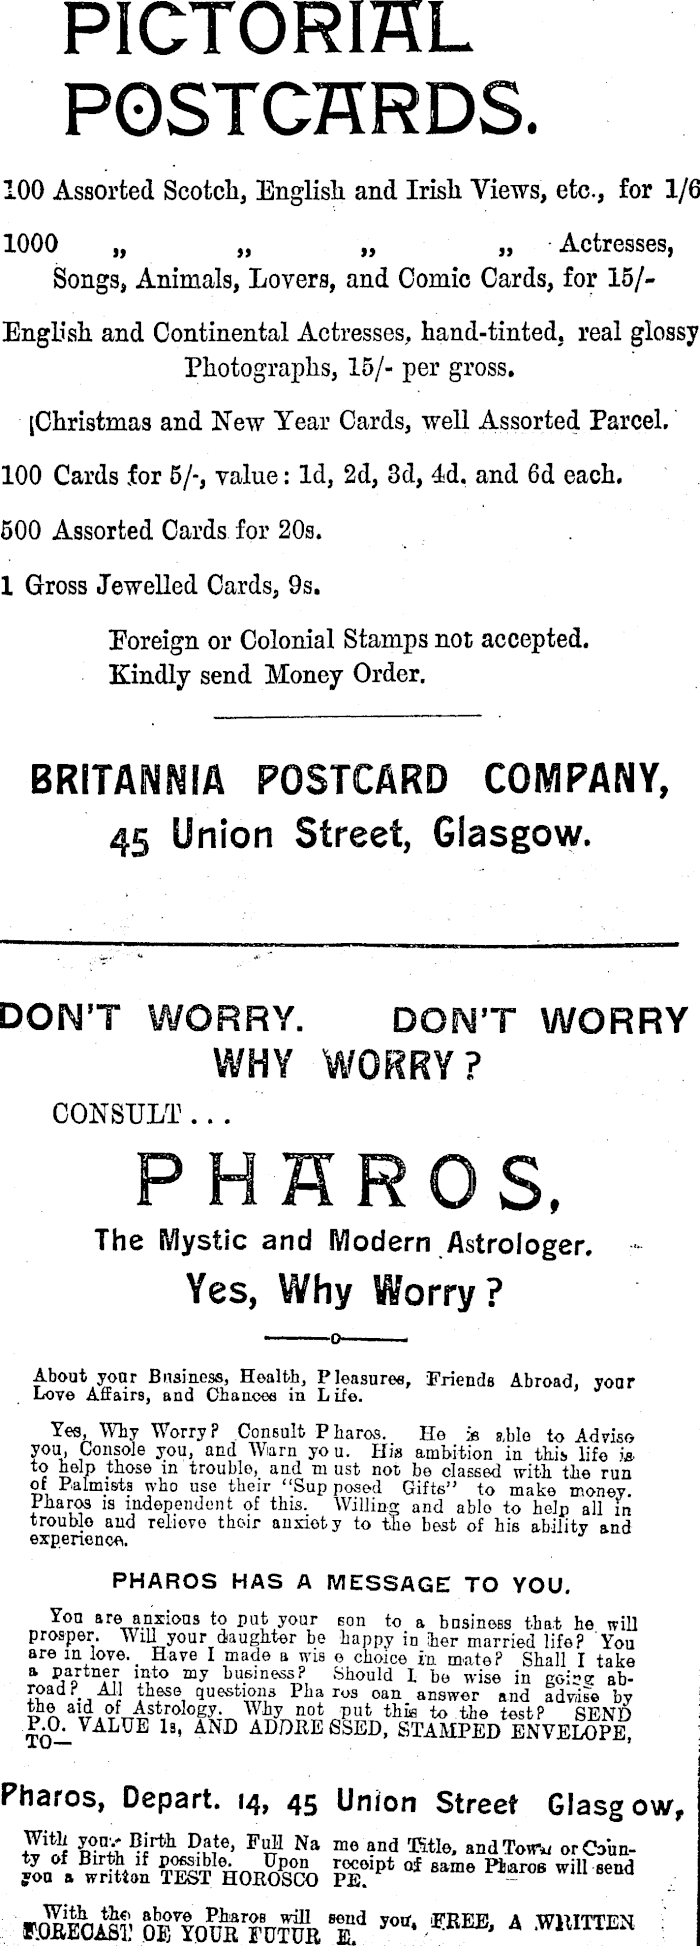 PICTORIAL
POSTCARDS.
100 Assorted Scotch, English and Irish Views, etc., for 1/6
1000 „ „ „ „ Actresses,
Songs, Animals, Lovers, and Comic Cards, for 15/-
English and Continental Actresses, hand-tinted, real glossy
Photographs, 15/- per gross.
Christmas and New Year Cards, well Assorted Parcel.
100 Cards for 5/-, value: 1d, 2d, 3d, 4d. and 6d each.
500 Assorted Cards for 20s.
1 Gross Jewelled Cards, 9s.
Foreign or Colonial Stamps not accepted.
Kindly send Money Order.
BRITANNIA POSTCARD COMPANY,
45 Union Street, Glasgow.
DON'T WORRY. DON'T WORRY
WHY WORRY?
CONSULT...
PHAROS,
The Mystic and Modern Astrologer.
Yes, Why Worry?
About your Business, Health, Pleasures, Friends Abroad, your
Love Affairs, and Chances in Life.
Yes, Why Worry? Consult Pharos. He is able to Advise
you, Console you, and Warn you. His ambition in this life is
to help those in trouble, and must not be classed with the run
of Palmists who use their "Supposed Gifts" to make money.
Pharos is independent of this. Willing and able to help all in
trouble and relieve their anxiety to the best of his ability and
experience.
PHAROS HAS A MESSAGE TO YOU.
You are anxious to put your son to a business that he will
prosper. Will your daughter be happy in her married life? You
are in love. Have I made a wise choice in mate? Shall I take
a partner into my business? Should I be wise in going ab-
road? All these questions Pharos can answer and advise by
the aid of Astrology. Why not put this to the test? SEND
P.O. VALUE 1s, AND ADDRESSED, STAMPED ENVELOPE,
TO—
Pharos, Depart. 14, 45 Union Street Glasgow,
With your Birth Date, Full Name and Title, and Town or Coun-
ty of Birth if possible. Upon receipt of same Pharos will send
you a written TEST HOROSCOPE.
With the above Pharos will send you, FREE, A WRITTEN
FORECAST OF YOUR FUTURE.